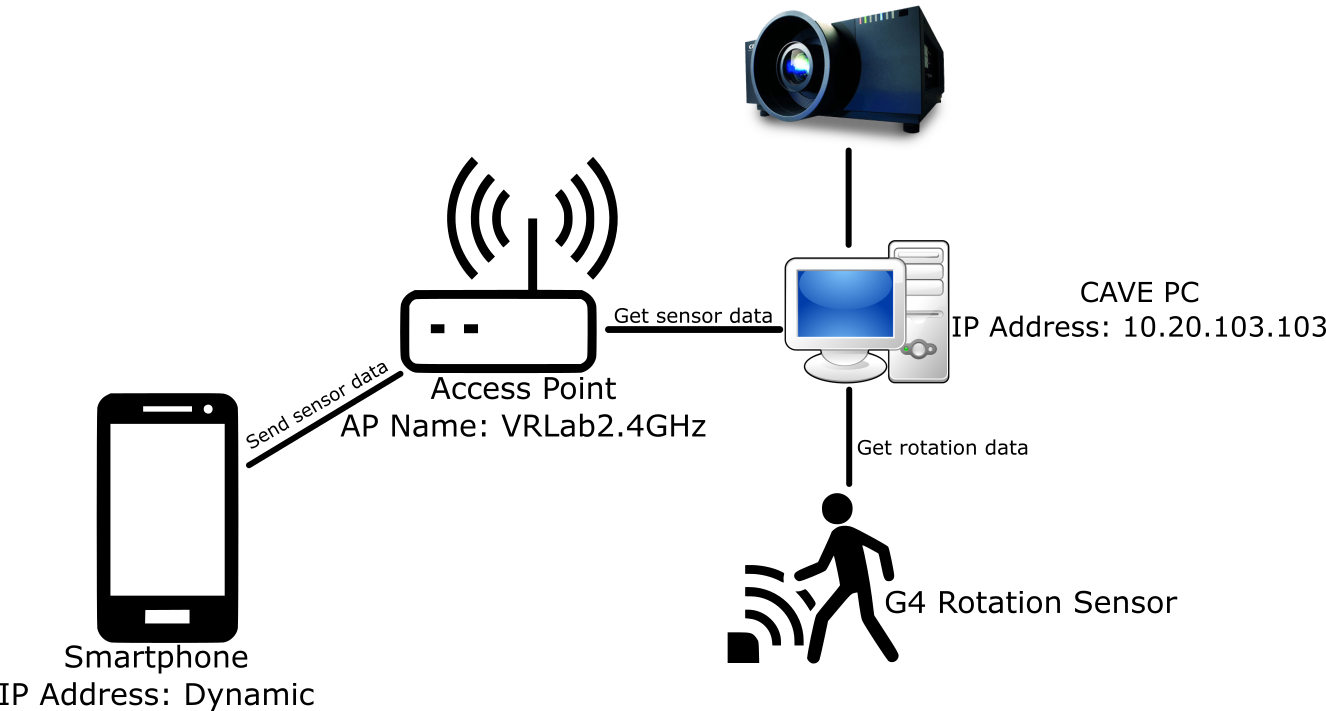 Get sensor data
CAVE PC
IP Address: 10.20.103.103
Send sensor data
Access Point
AP Name: VRLab2.4GHz
Get rotation data
G4 Rotation Sensor
Smartphone
IP Address: Dynamic